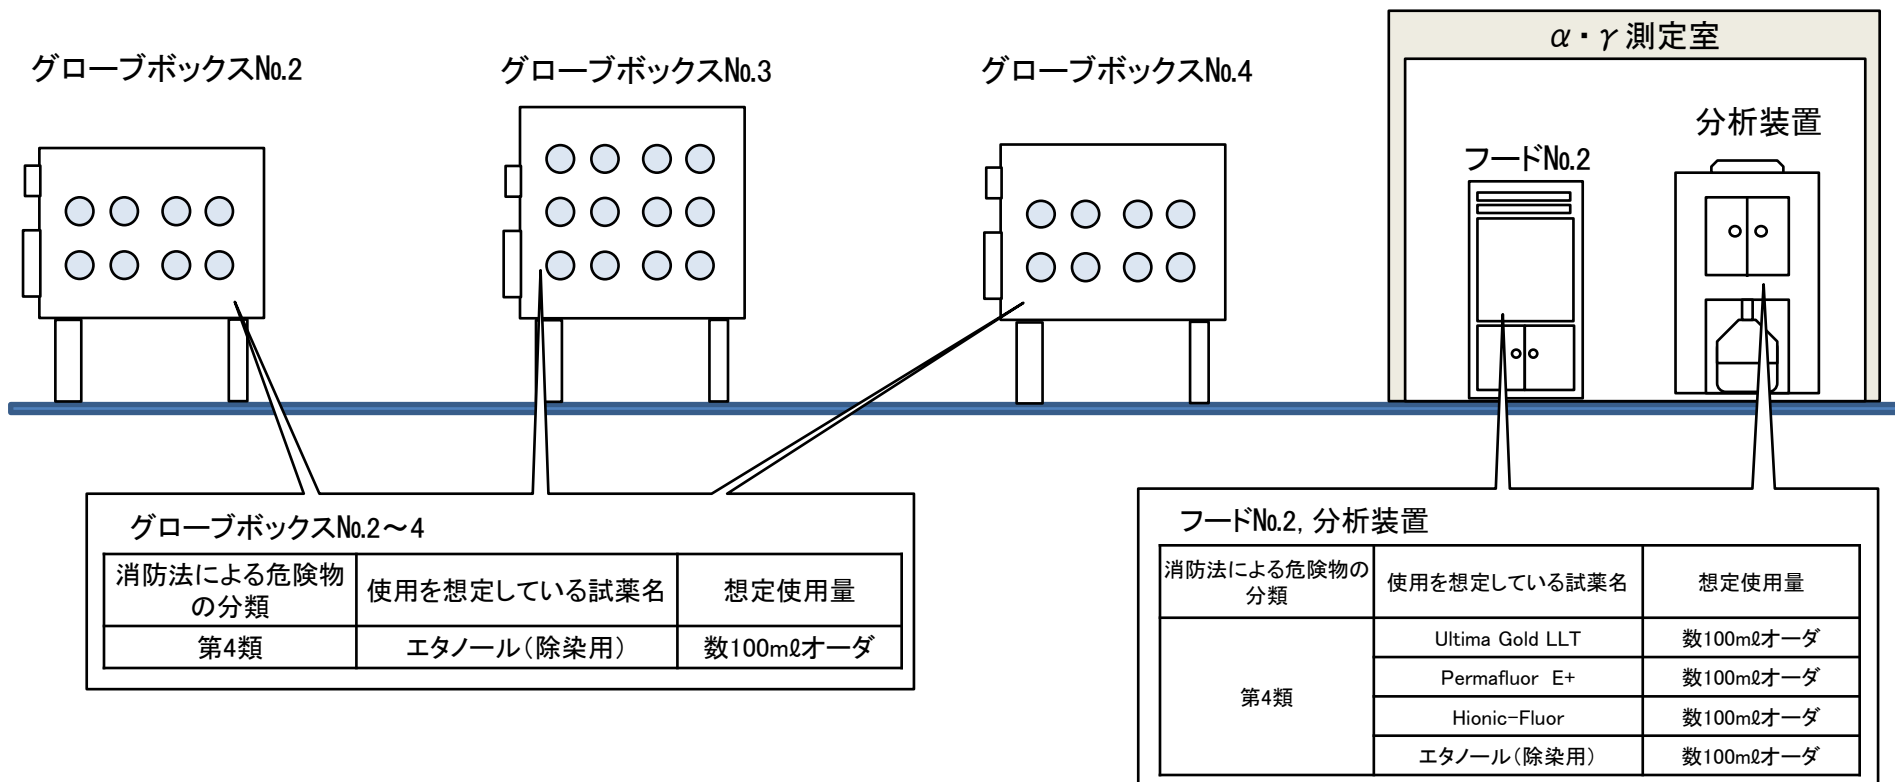 グローブボックス№2
グローブボックス№3
グローブボックス№4
α・γ測定室
フード№2
分析装置
グローブボックス№2～4
消防法による危険物
の分類
使用を想定している試薬名
想定使用量
第4類
エタノール(除染用)
数100mℓオーダ
フード№2, 分析装置
消防法による危険物の
分類
使用を想定している試薬名
想定使用量
第4類
Ultima Gold LLT
数100mℓオーダ
Permafluor E+
数100mℓオーダ
Hionic-Fluor
数100mℓオーダ
エタノール(除染用)
数100mℓオーダ